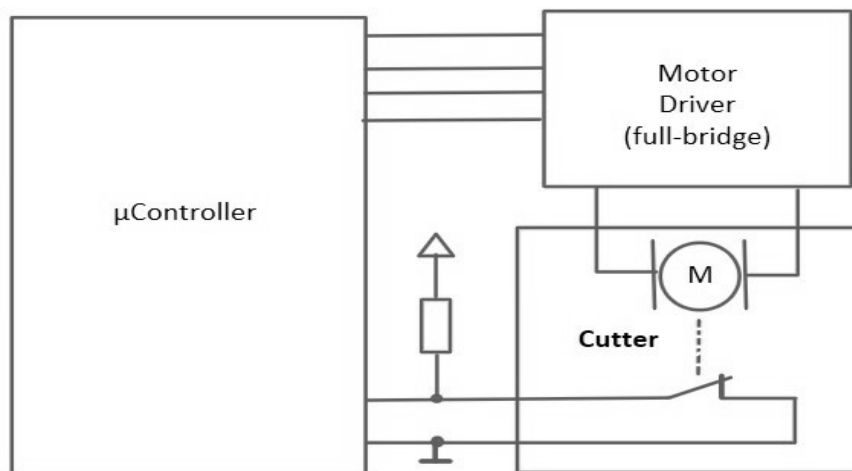 Motor
Driver
(full-bridge)
µController
M
Cutter